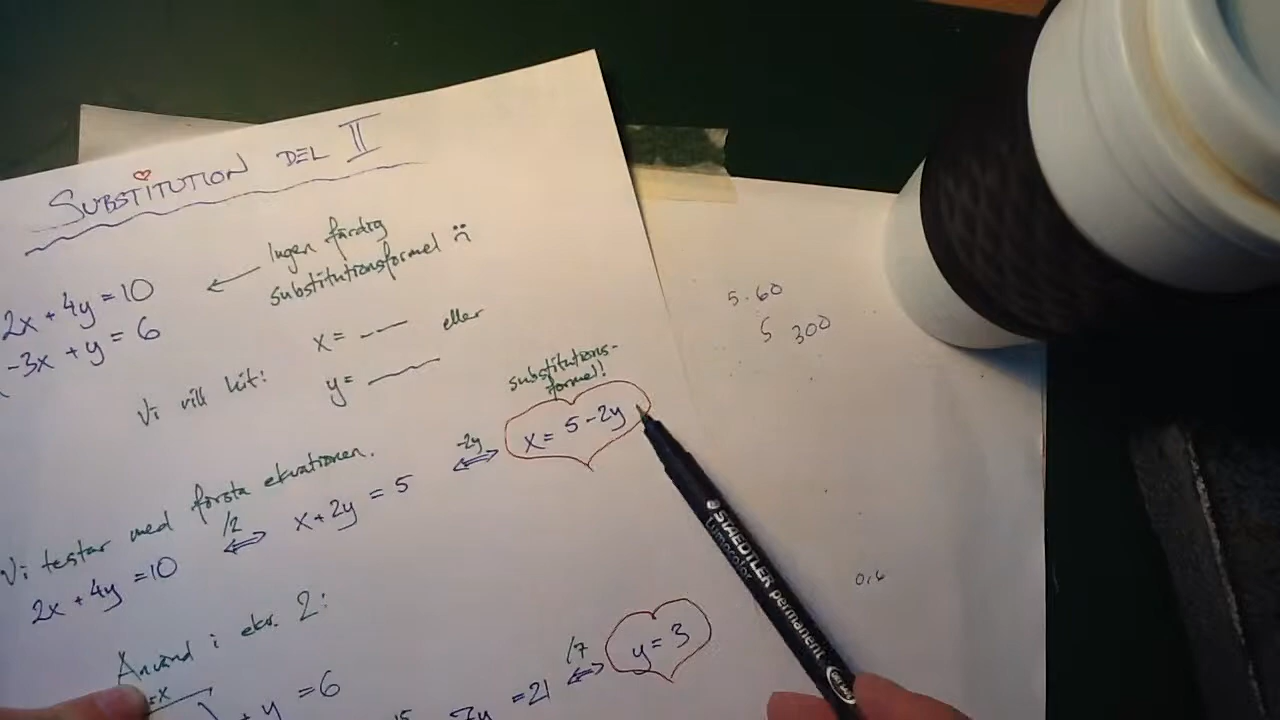 SUBSTITUTION DEL II
2x + 4y = 10
-3x + y = 6
Ingen färdig
substitutionsformel
Vi vill hit:
x = eller
y =
Vi testar med första ekvationen.
2x + 4y = 10 /2 ⇔ x + 2y = 5 -2y ⇔ x = 5 - 2y
substitutions-
formel!
Använd i ekv. 2:
=x
+ y = 6
15 7y = 21 /7 ⇔ y = 3
5.60
5 300
0,6
STAEDTLER permanent
Lumocolor